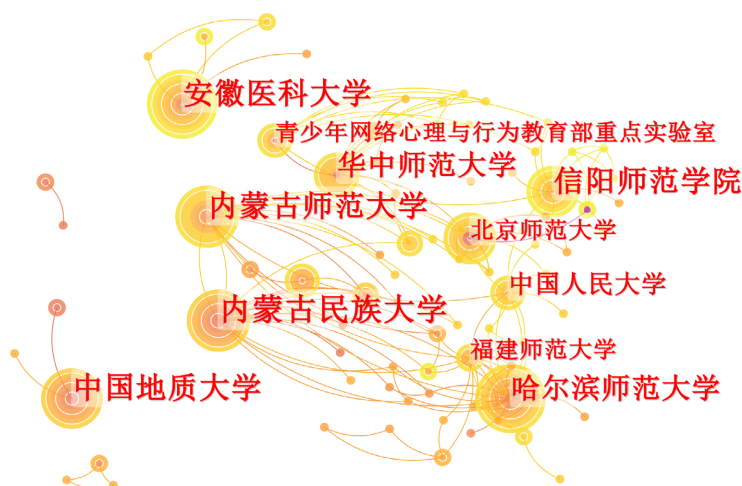 安徽医科大学
青少年网络心理与行为教育部重点实验室
华中师范大学
信阳师范学院
内蒙古师范大学
北京师范大学
中国人民大学
内蒙古民族大学
福建师范大学
中国地质大学
哈尔滨师范大学